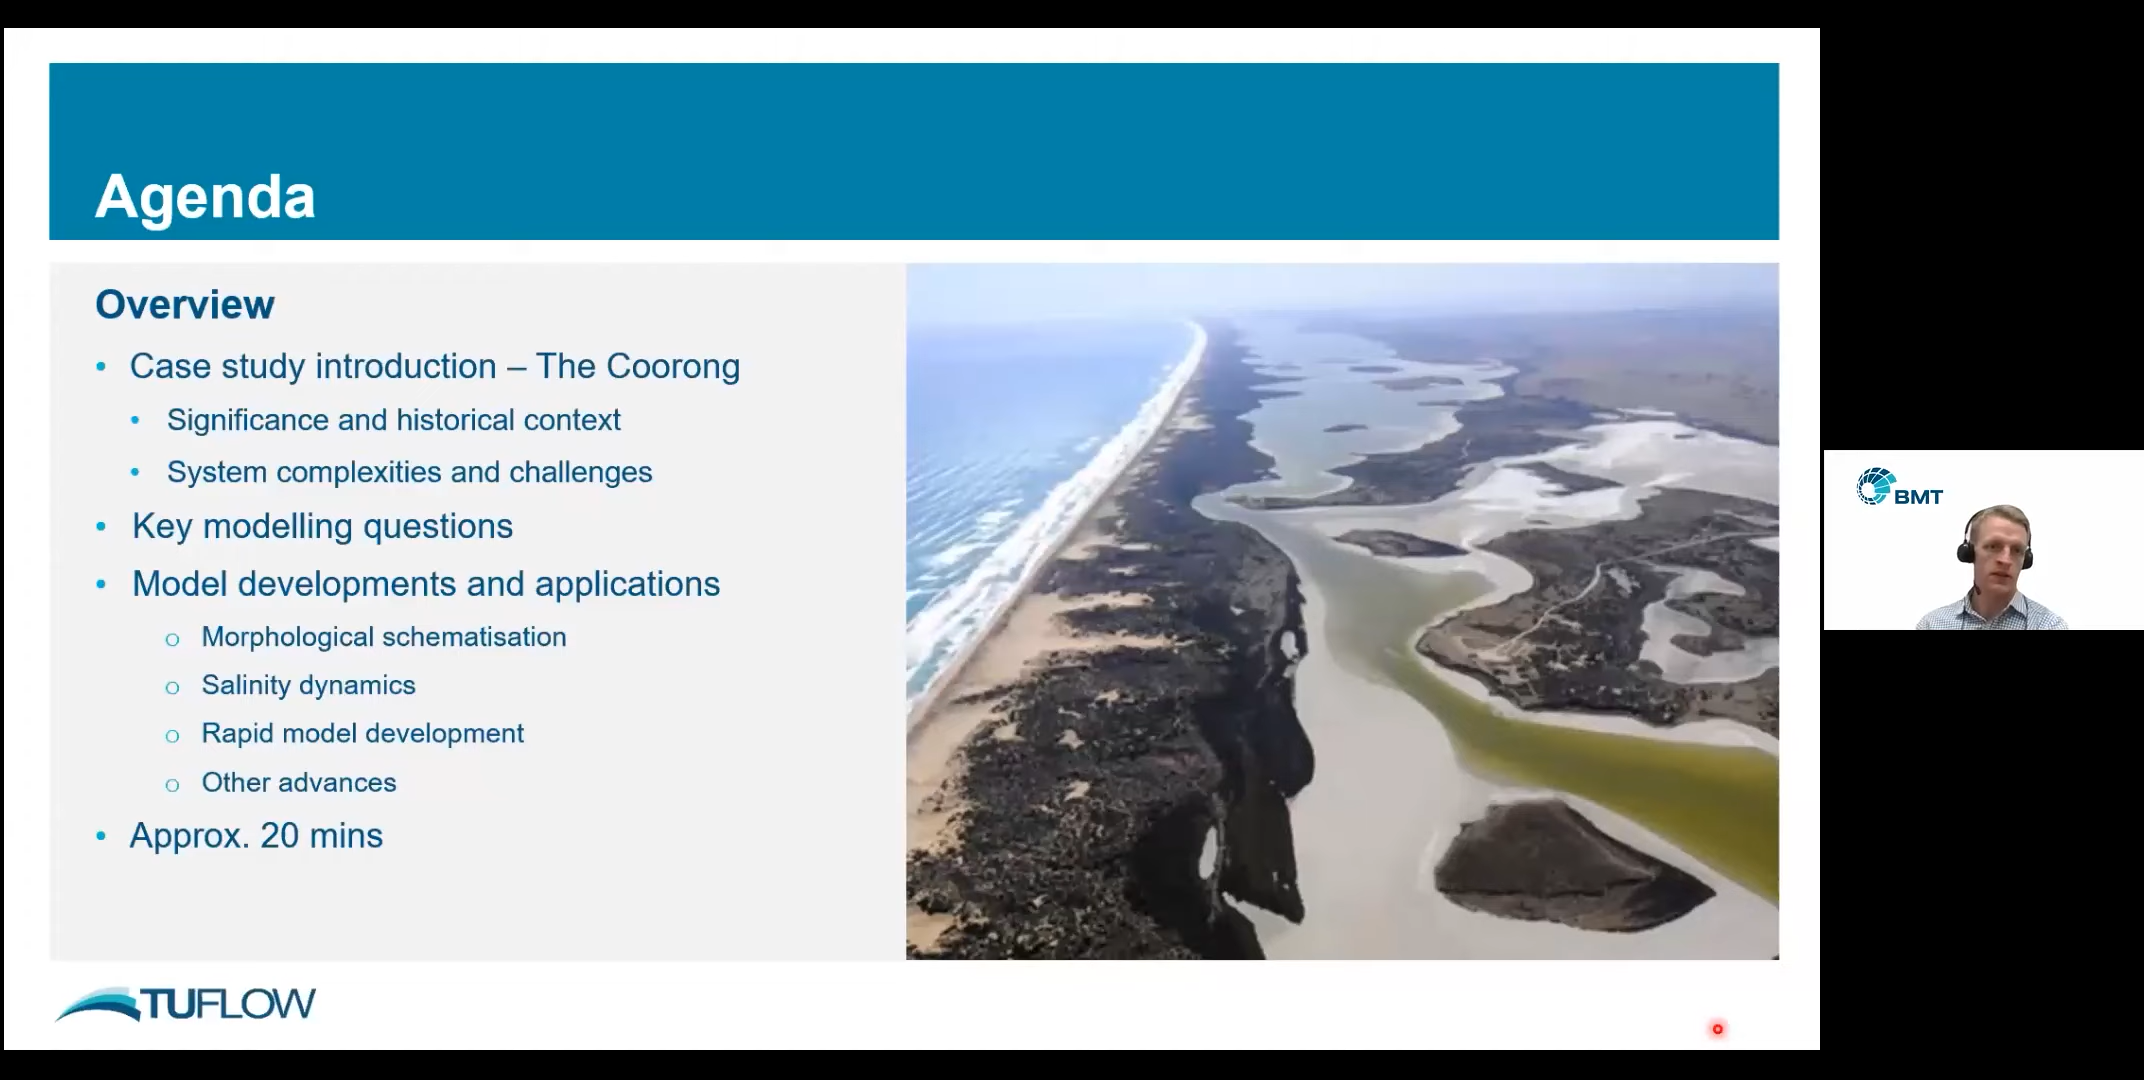 Agenda
Overview
• Case study introduction – The Coorong
• Significance and historical context
• System complexities and challenges
• Key modelling questions
• Model developments and applications
o Morphological schematisation
o Salinity dynamics
o Rapid model development
o Other advances
• Approx. 20 mins
TUFLOW
BMT